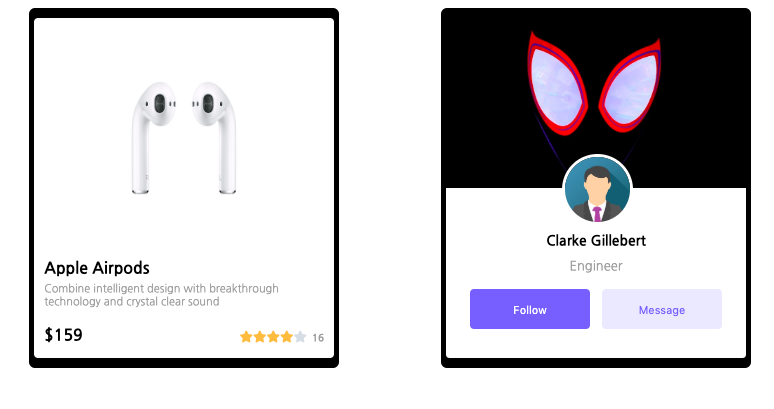 Apple Airpods
Combine intelligent design with breakthrough
technology and crystal clear sound
$159
16
Clarke Gillebert
Engineer
Follow
Message